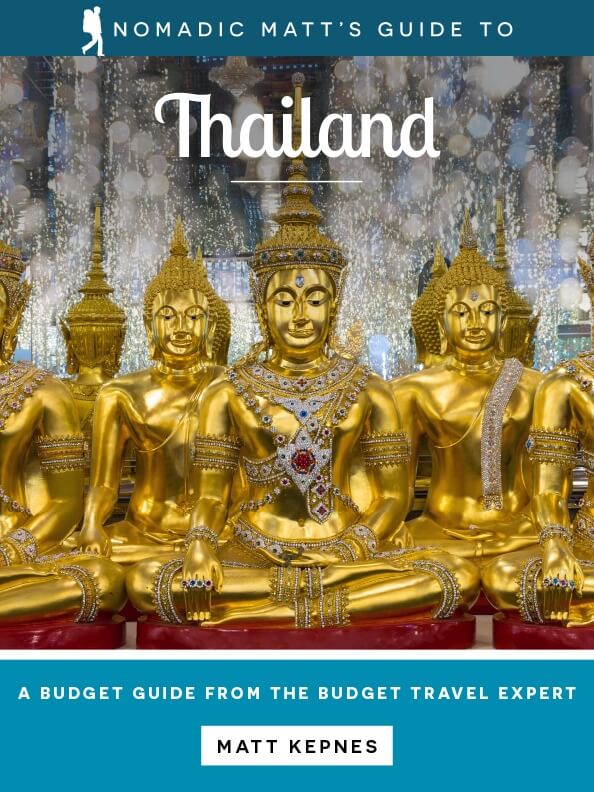 NOMADIC MATT'S GUIDE TO
Thailand
A BUDGET GUIDE FROM THE BUDGET TRAVEL EXPERT
MATT KEPNES